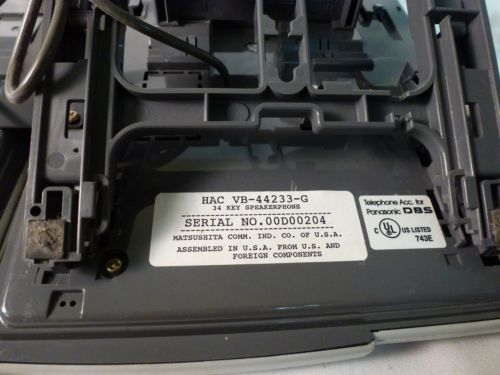 HAC VB-44233-G
34 KEY SPEAKERPHONE
SERIAL NO.00D00204
MATSUSHITA COMM. IND. CO. OF U.S.A.
ASSEMBLED IN U.S.A. FROM U.S. AND
FOREIGN COMPONENTS
Telephone Acc. for
Panasonic DBS
C UL US LISTED
743E